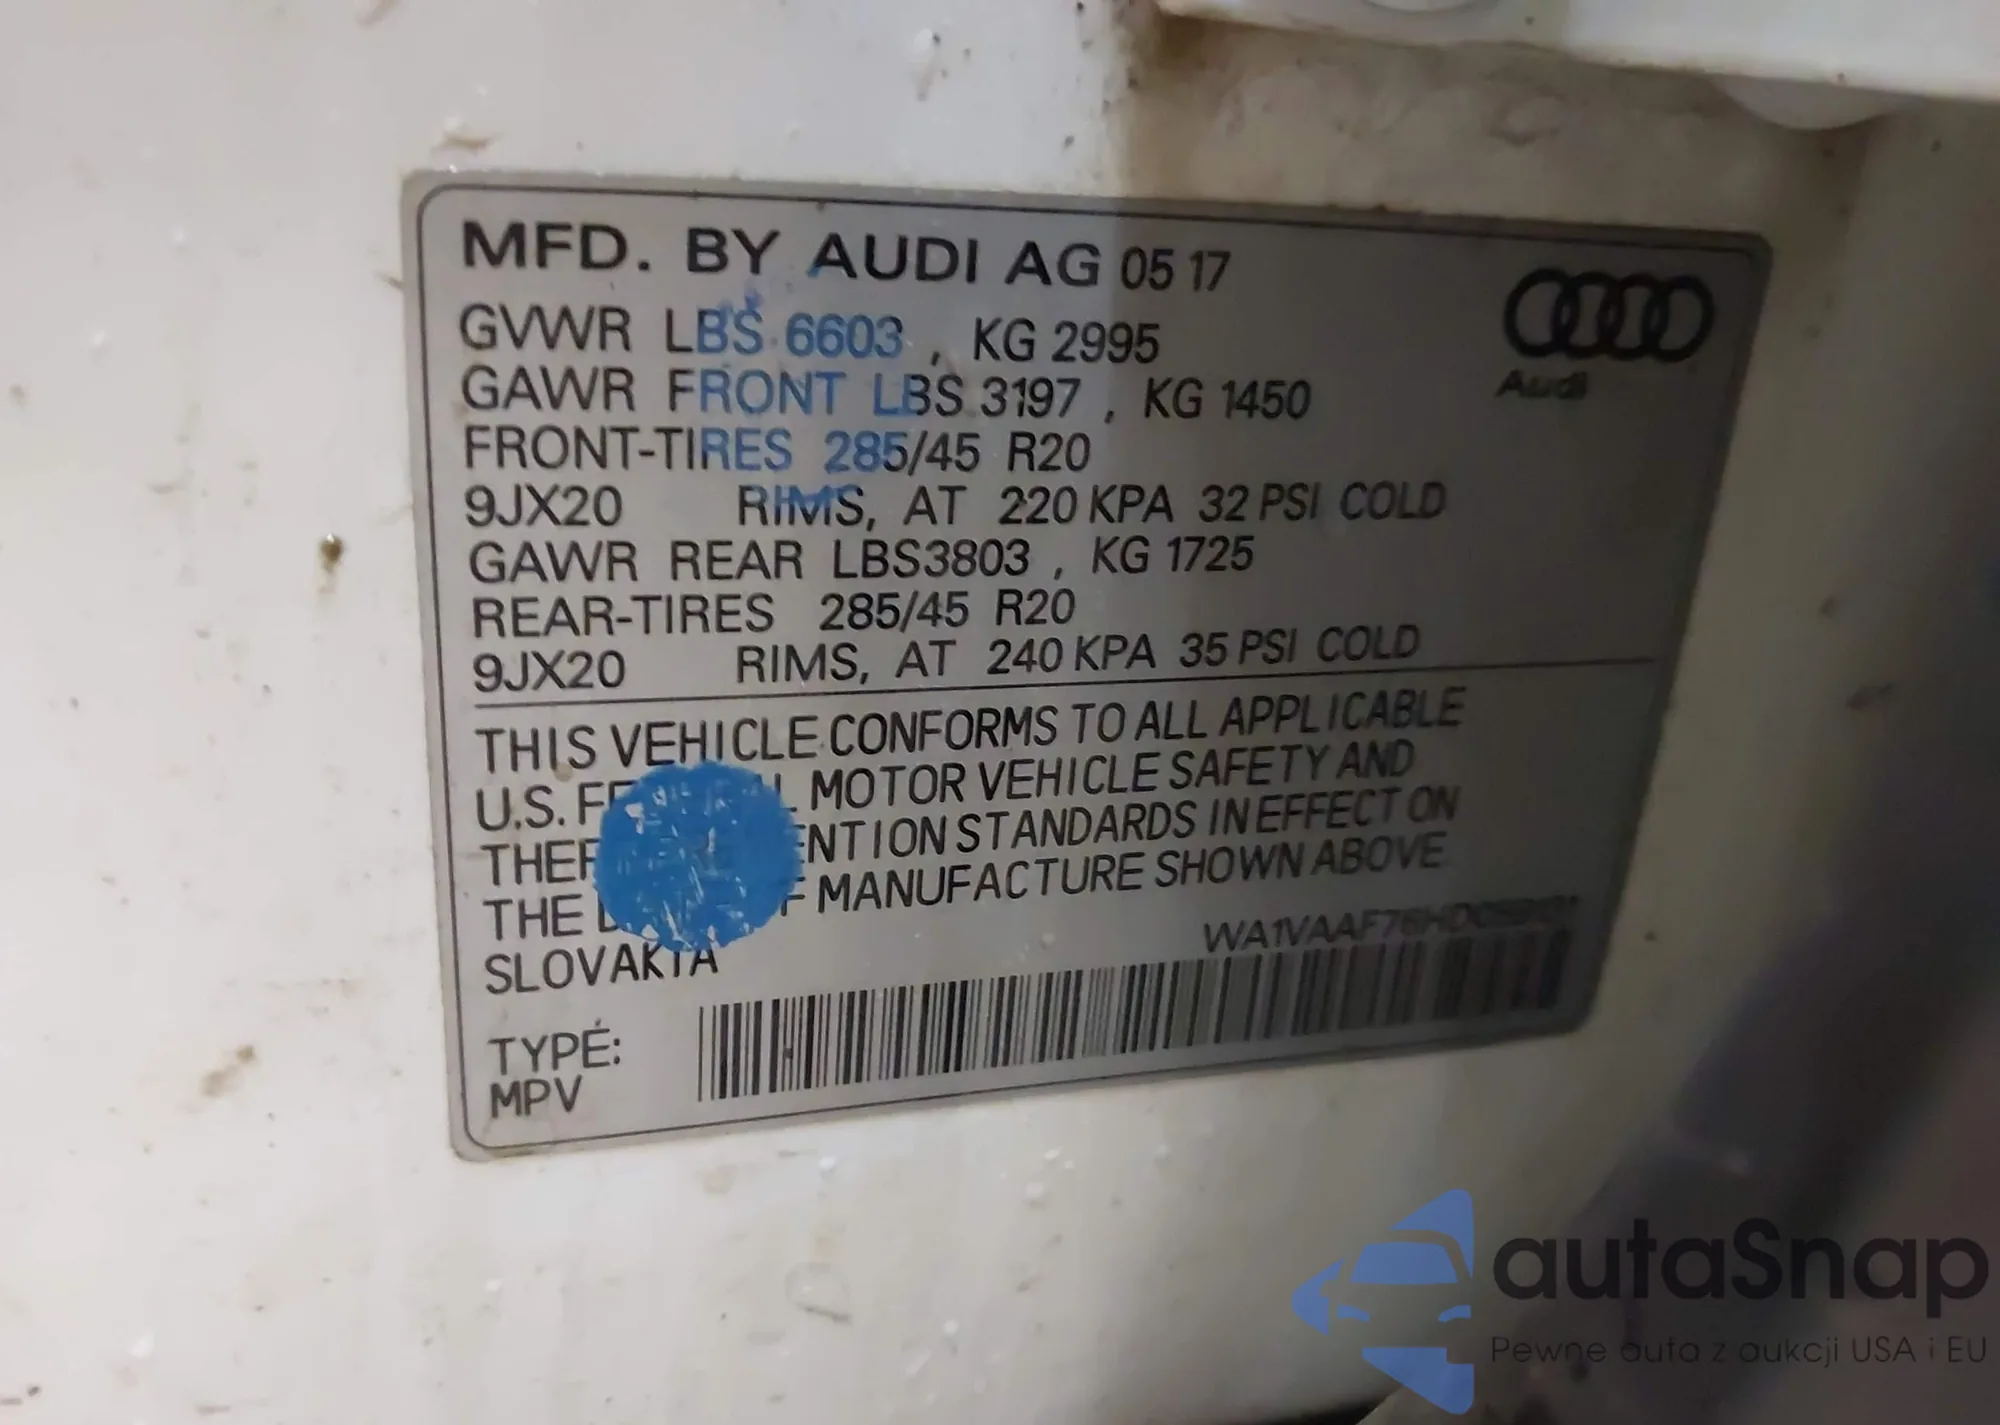 MFD. BY AUDI AG 05 17
GVWR LBS 6603 , KG 2995
GAWR FRONT LBS 3197 , KG 1450
FRONT-TIRES 285/45 R20
9JX20 RIMS, AT 220 KPA 32 PSI COLD
GAWR REAR LBS3803 , KG 1725
REAR-TIRES 285/45 R20
9JX20 RIMS, AT 240 KPA 35 PSI COLD
Audi
THIS VEHICLE CONFORMS TO ALL APPLICABLE
U.S. MOTOR VEHICLE SAFETY AND
STANDARDS IN EFFECT ON
THE MANUFACTURE SHOWN ABOVE
SLOVAKIA
TYPE:
MPV
autaSnap
Pewne auta z aukcji USA i EU